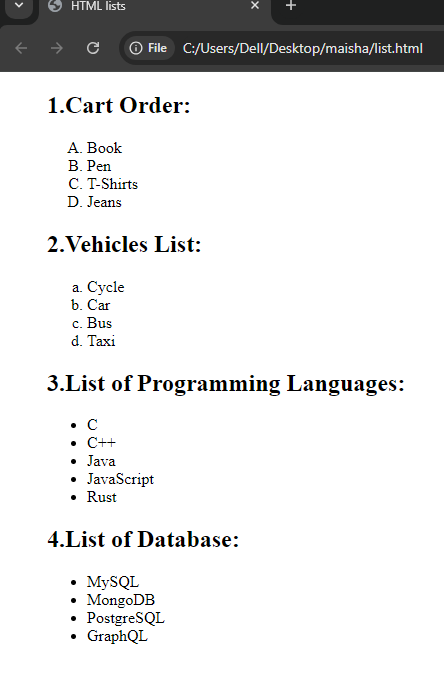 HTML lists
File C:/Users/Dell/Desktop/maisha/list.html
1.Cart Order:
A. Book
B. Pen
C. T-Shirts
D. Jeans
2.Vehicles List:
a. Cycle
b. Car
c. Bus
d. Taxi
3.List of Programming Languages:
• C
• C++
• Java
• JavaScript
• Rust
4.List of Database:
• MySQL
• MongoDB
• PostgreSQL
• GraphQL